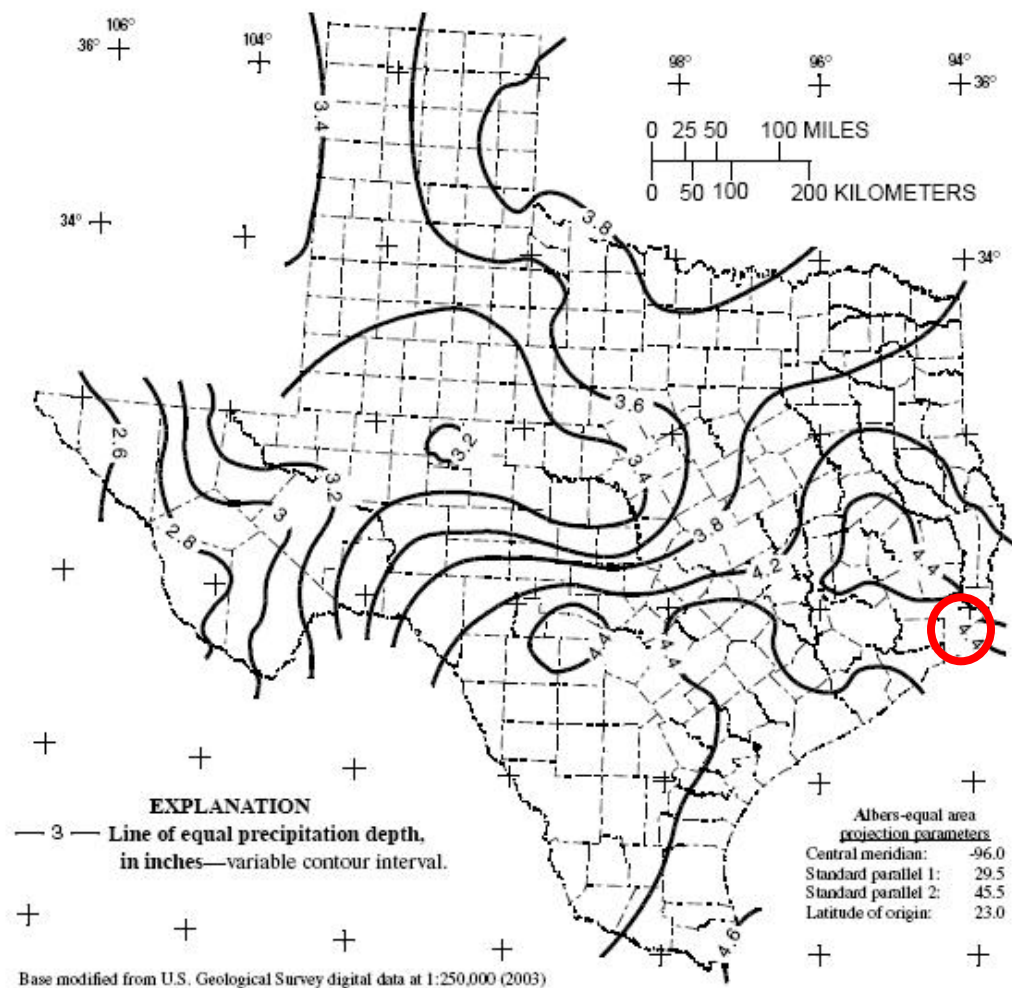 106°
36°
104°
98°
96°
94°
36°
3.4
0 25 50 100 MILES
0 50 100 200 KILOMETERS
34°
3.8
34°
3.6
2.6
3.2
3.4
3.2
3
3.8
2.8
4.2
4.4
4.4
4.4
4.4
EXPLANATION
3 Line of equal precipitation depth,
in inches—variable contour interval.
Albers-equal area
projection parameters
Central meridian: -96.0
Standard parallel 1: 29.5
Standard parallel 2: 45.5
Latitude of origin: 23.0
4.6
Base modified from U.S. Geological Survey digital data at 1:250,000 (2003)